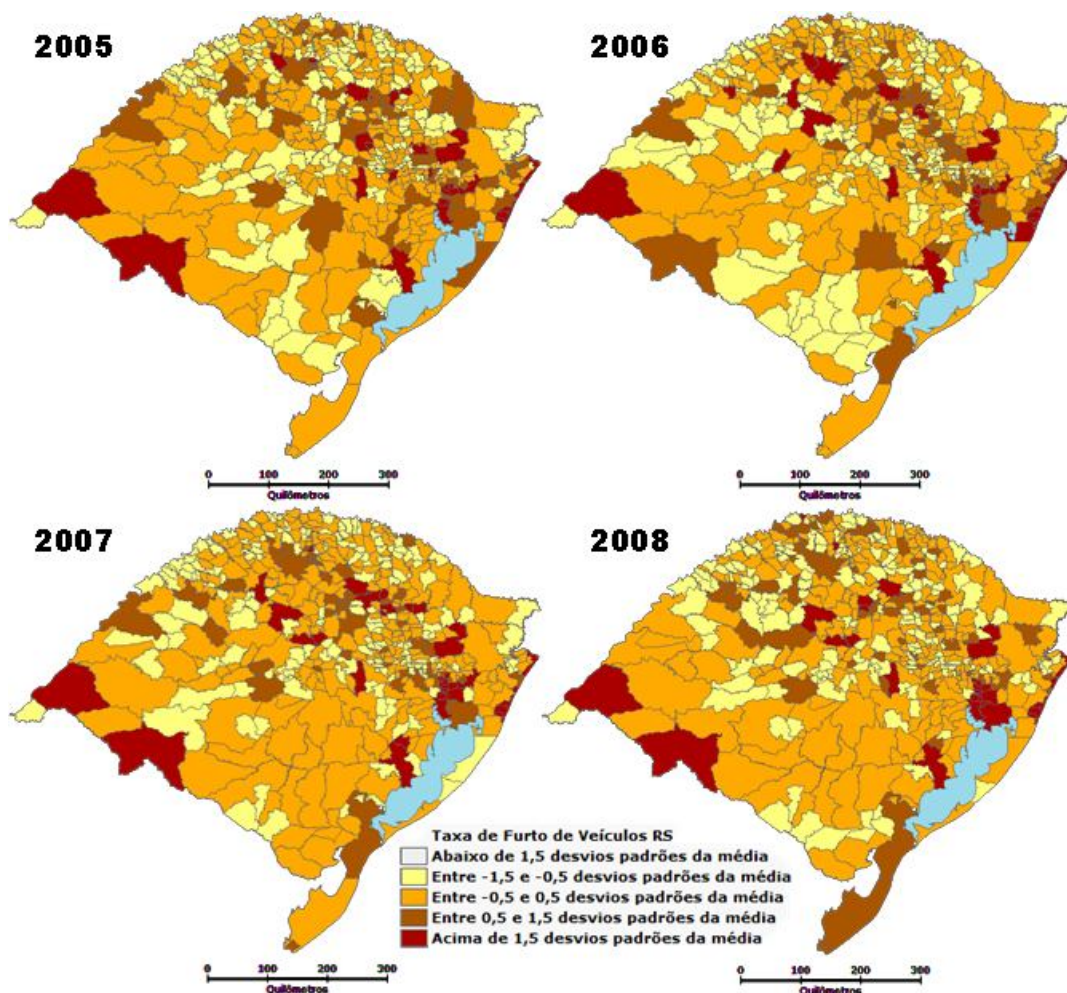 2005
2006
0 100 200 300
Quilômetros
0 100 200 300
Quilômetros
2007
2008
Taxa de Furto de Veículos RS
Abaixo de 1,5 desvios padrões da média
Entre -1,5 e -0,5 desvios padrões da média
Entre -0,5 e 0,5 desvios padrões da média
Entre 0,5 e 1,5 desvios padrões da média
Acima de 1,5 desvios padrões da média
0 100 200 300
Quilômetros
0 100 200 300
Quilômetros